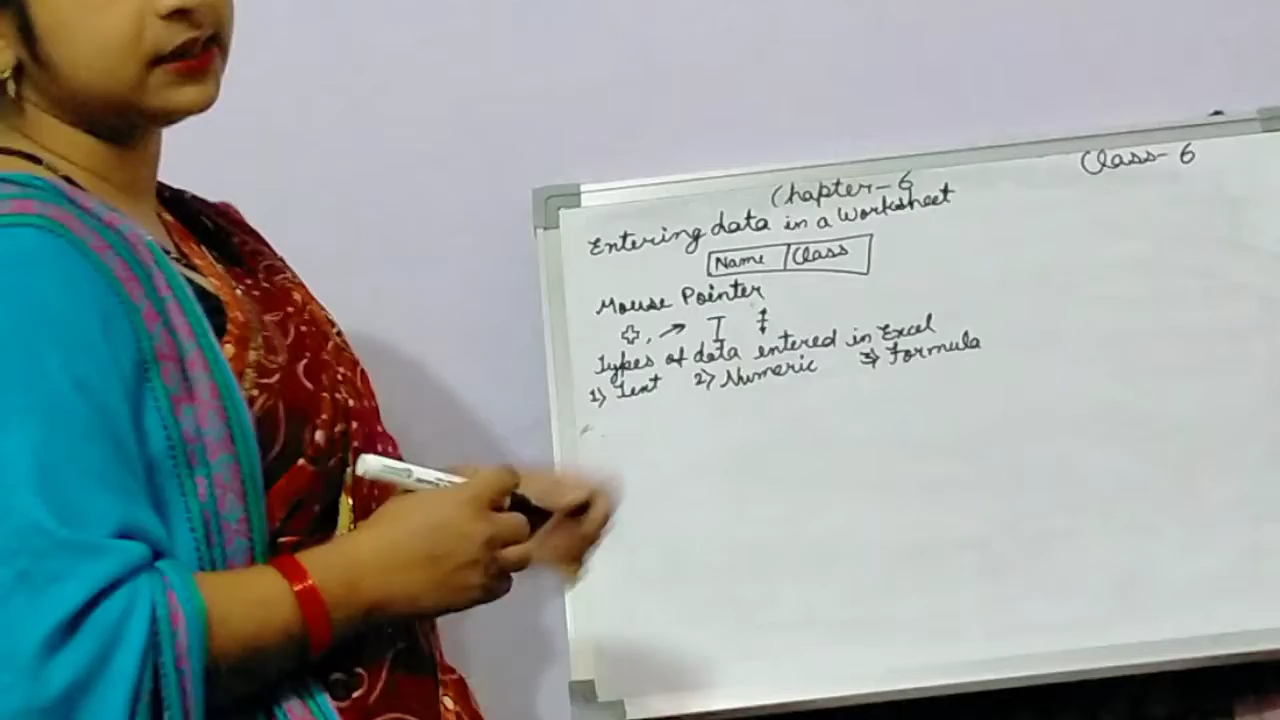 Class-6
Chapter-6
Entering data in a Worksheet
Name Class
Mouse Pointer
Types of data entered in Excel
1) Text 2) Numeric 3) Formula